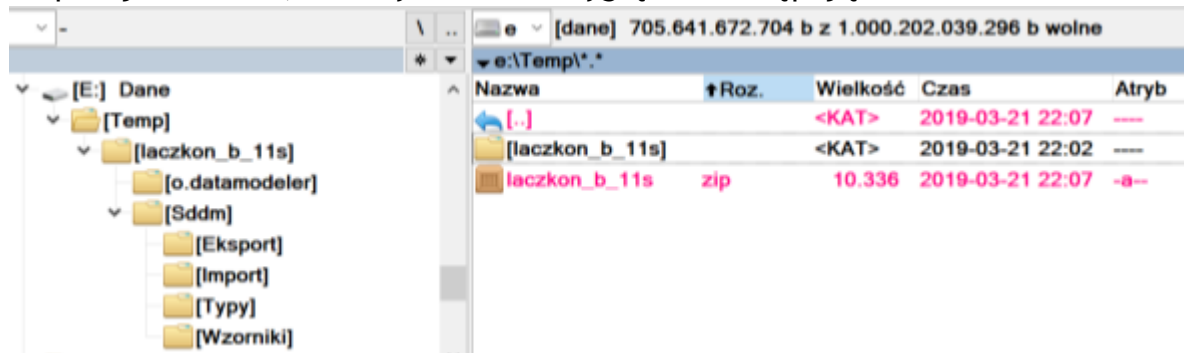 -
\ ..
e [dane] 705.641.672.704 b z 1.000.202.039.296 b wolne
* e:\Temp\*.*
[E:] Dane
[Temp]
[laczkon_b_11s]
[o.datamodeler]
[Sddm]
[Eksport]
[Import]
[Typy]
[Wzorniki]
Nazwa Roz. Wielkość Czas Atryb
[..] <KAT> 2019-03-21 22:07 ----
[laczkon_b_11s] <KAT> 2019-03-21 22:02 ----
laczkon_b_11s zip 10.336 2019-03-21 22:07 -a--